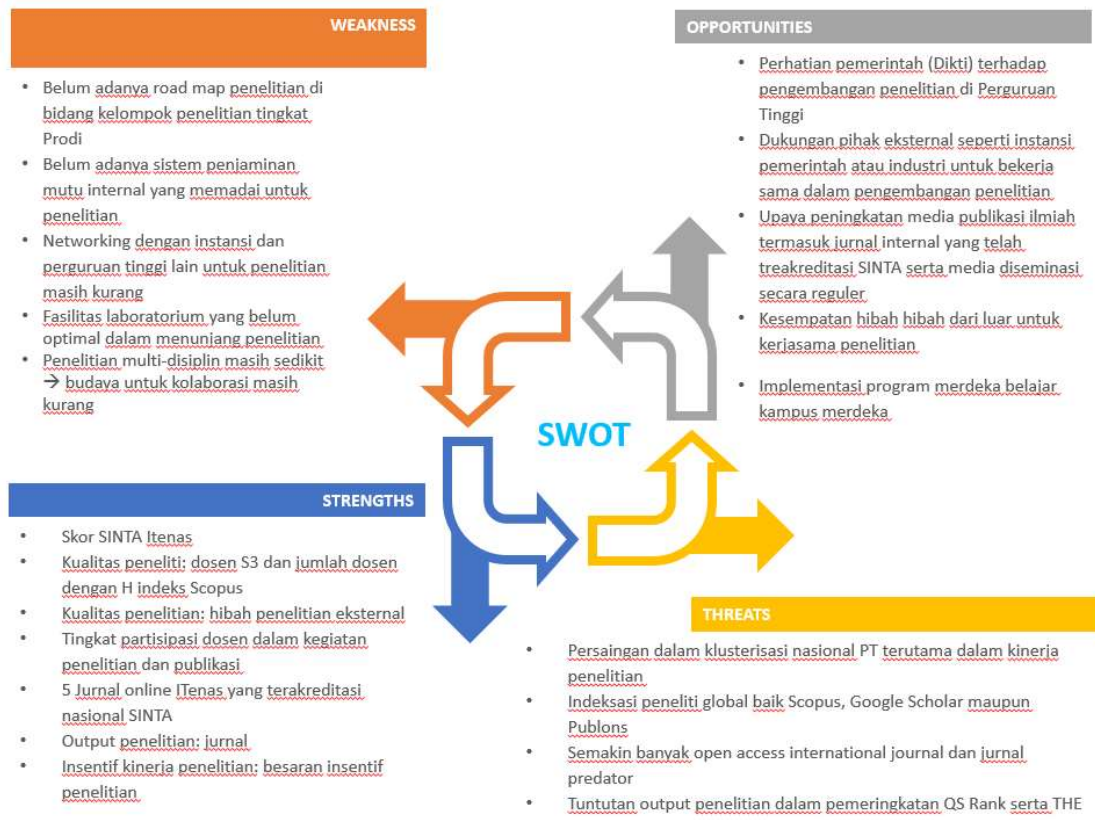 WEAKNESS
• Belum adanya road map penelitian di
bidang kelompok penelitian tingkat
Prodi
• Belum adanya sistem penjaminan
mutu internal yang memadai untuk
penelitian
• Networking dengan instansi dan
perguruan tinggi lain untuk penelitian
masih kurang
• Fasilitas laboratorium yang belum
optimal dalam menunjang penelitian
• Penelitian multi-disiplin masih sedikit
→ budaya untuk kolaborasi masih
kurang
OPPORTUNITIES
• Perhatian pemerintah (Dikti) terhadap
pengembangan penelitian di Perguruan
Tinggi
• Dukungan pihak eksternal seperti instansi
pemerintah atau industri untuk bekerja
sama dalam pengembangan penelitian
• Upaya peningkatan media publikasi ilmiah
termasuk jurnal internal yang telah
treakreditasi SINTA serta media diseminasi
secara reguler
• Kesempatan hibah hibah dari luar untuk
kerjasama penelitian
• Implementasi program merdeka belajar
kampus merdeka
SWOT
STRENGTHS
• Skor SINTA Itenas
• Kualitas peneliti: dosen S3 dan jumlah dosen
dengan H indeks Scopus
• Kualitas penelitian: hibah penelitian eksternal
• Tingkat partisipasi dosen dalam kegiatan
penelitian dan publikasi
• 5 Jurnal online ITenas yang terakreditasi
nasional SINTA
• Output penelitian: jurnal
• Insentif kinerja penelitian: besaran insentif
penelitian
THREATS
• Persaingan dalam klusterisasi nasional PT terutama dalam kinerja
penelitian
• Indeksasi peneliti global baik Scopus, Google Scholar maupun
Publons
• Semakin banyak open access international journal dan jurnal
predator
• Tuntutan output penelitian dalam pemeringkatan QS Rank serta THE